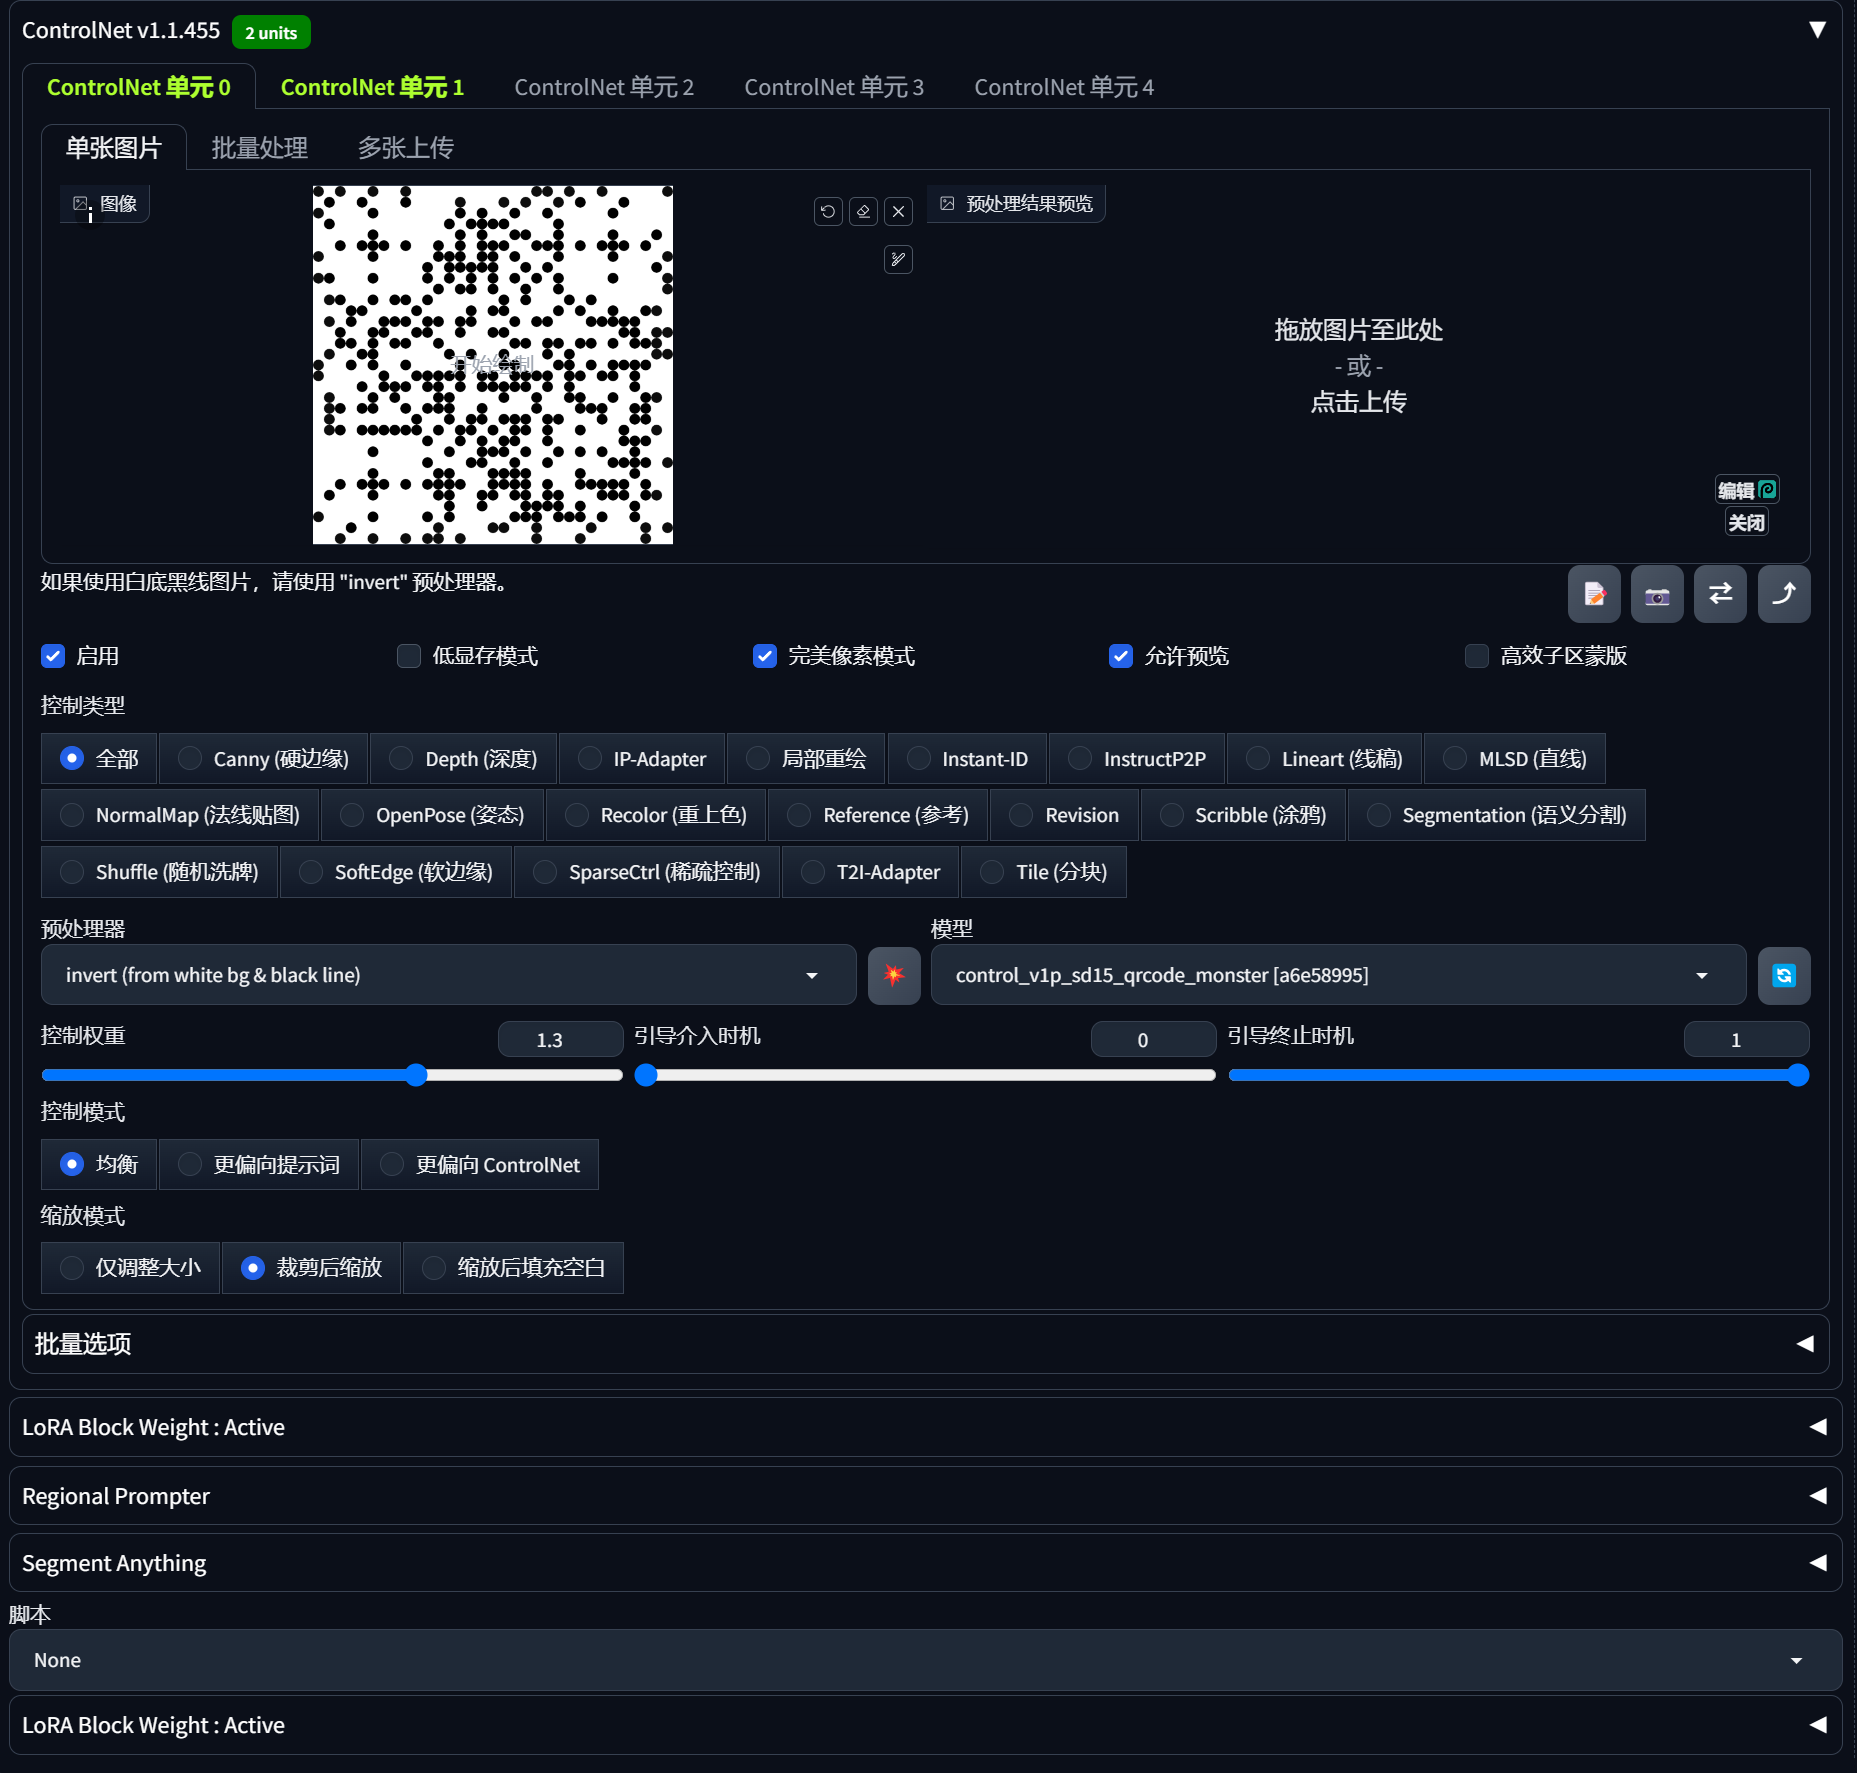 ControlNet v1.1.455 2 units
ControlNet 单元 0 ControlNet 单元 1 ControlNet 单元 2 ControlNet 单元 3 ControlNet 单元 4
单张图片 批量处理 多张上传
图像 预处理结果预览
开始绘制
拖放图片至此处
- 或 -
点击上传
编辑
关闭
如果使用白底黑线图片，请使用 "invert" 预处理器。
启用 低显存模式 完美像素模式 允许预览 高效子区蒙版
控制类型
全部 Canny (硬边缘) Depth (深度) IP-Adapter 局部重绘 Instant-ID InstructP2P Lineart (线稿) MLSD (直线)
NormalMap (法线贴图) OpenPose (姿态) Recolor (重上色) Reference (参考) Revision Scribble (涂鸦) Segmentation (语义分割)
Shuffle (随机洗牌) SoftEdge (软边缘) SparseCtrl (稀疏控制) T2I-Adapter Tile (分块)
预处理器 模型
invert (from white bg & black line) control_v1p_sd15_qrcode_monster [a6e58995]
控制权重 1.3 引导介入时机 0 引导终止时机 1
控制模式
均衡 更偏向提示词 更偏向 ControlNet
缩放模式
仅调整大小 裁剪后缩放 缩放后填充空白
批量选项
LoRA Block Weight : Active
Regional Prompter
Segment Anything
脚本
None
LoRA Block Weight : Active